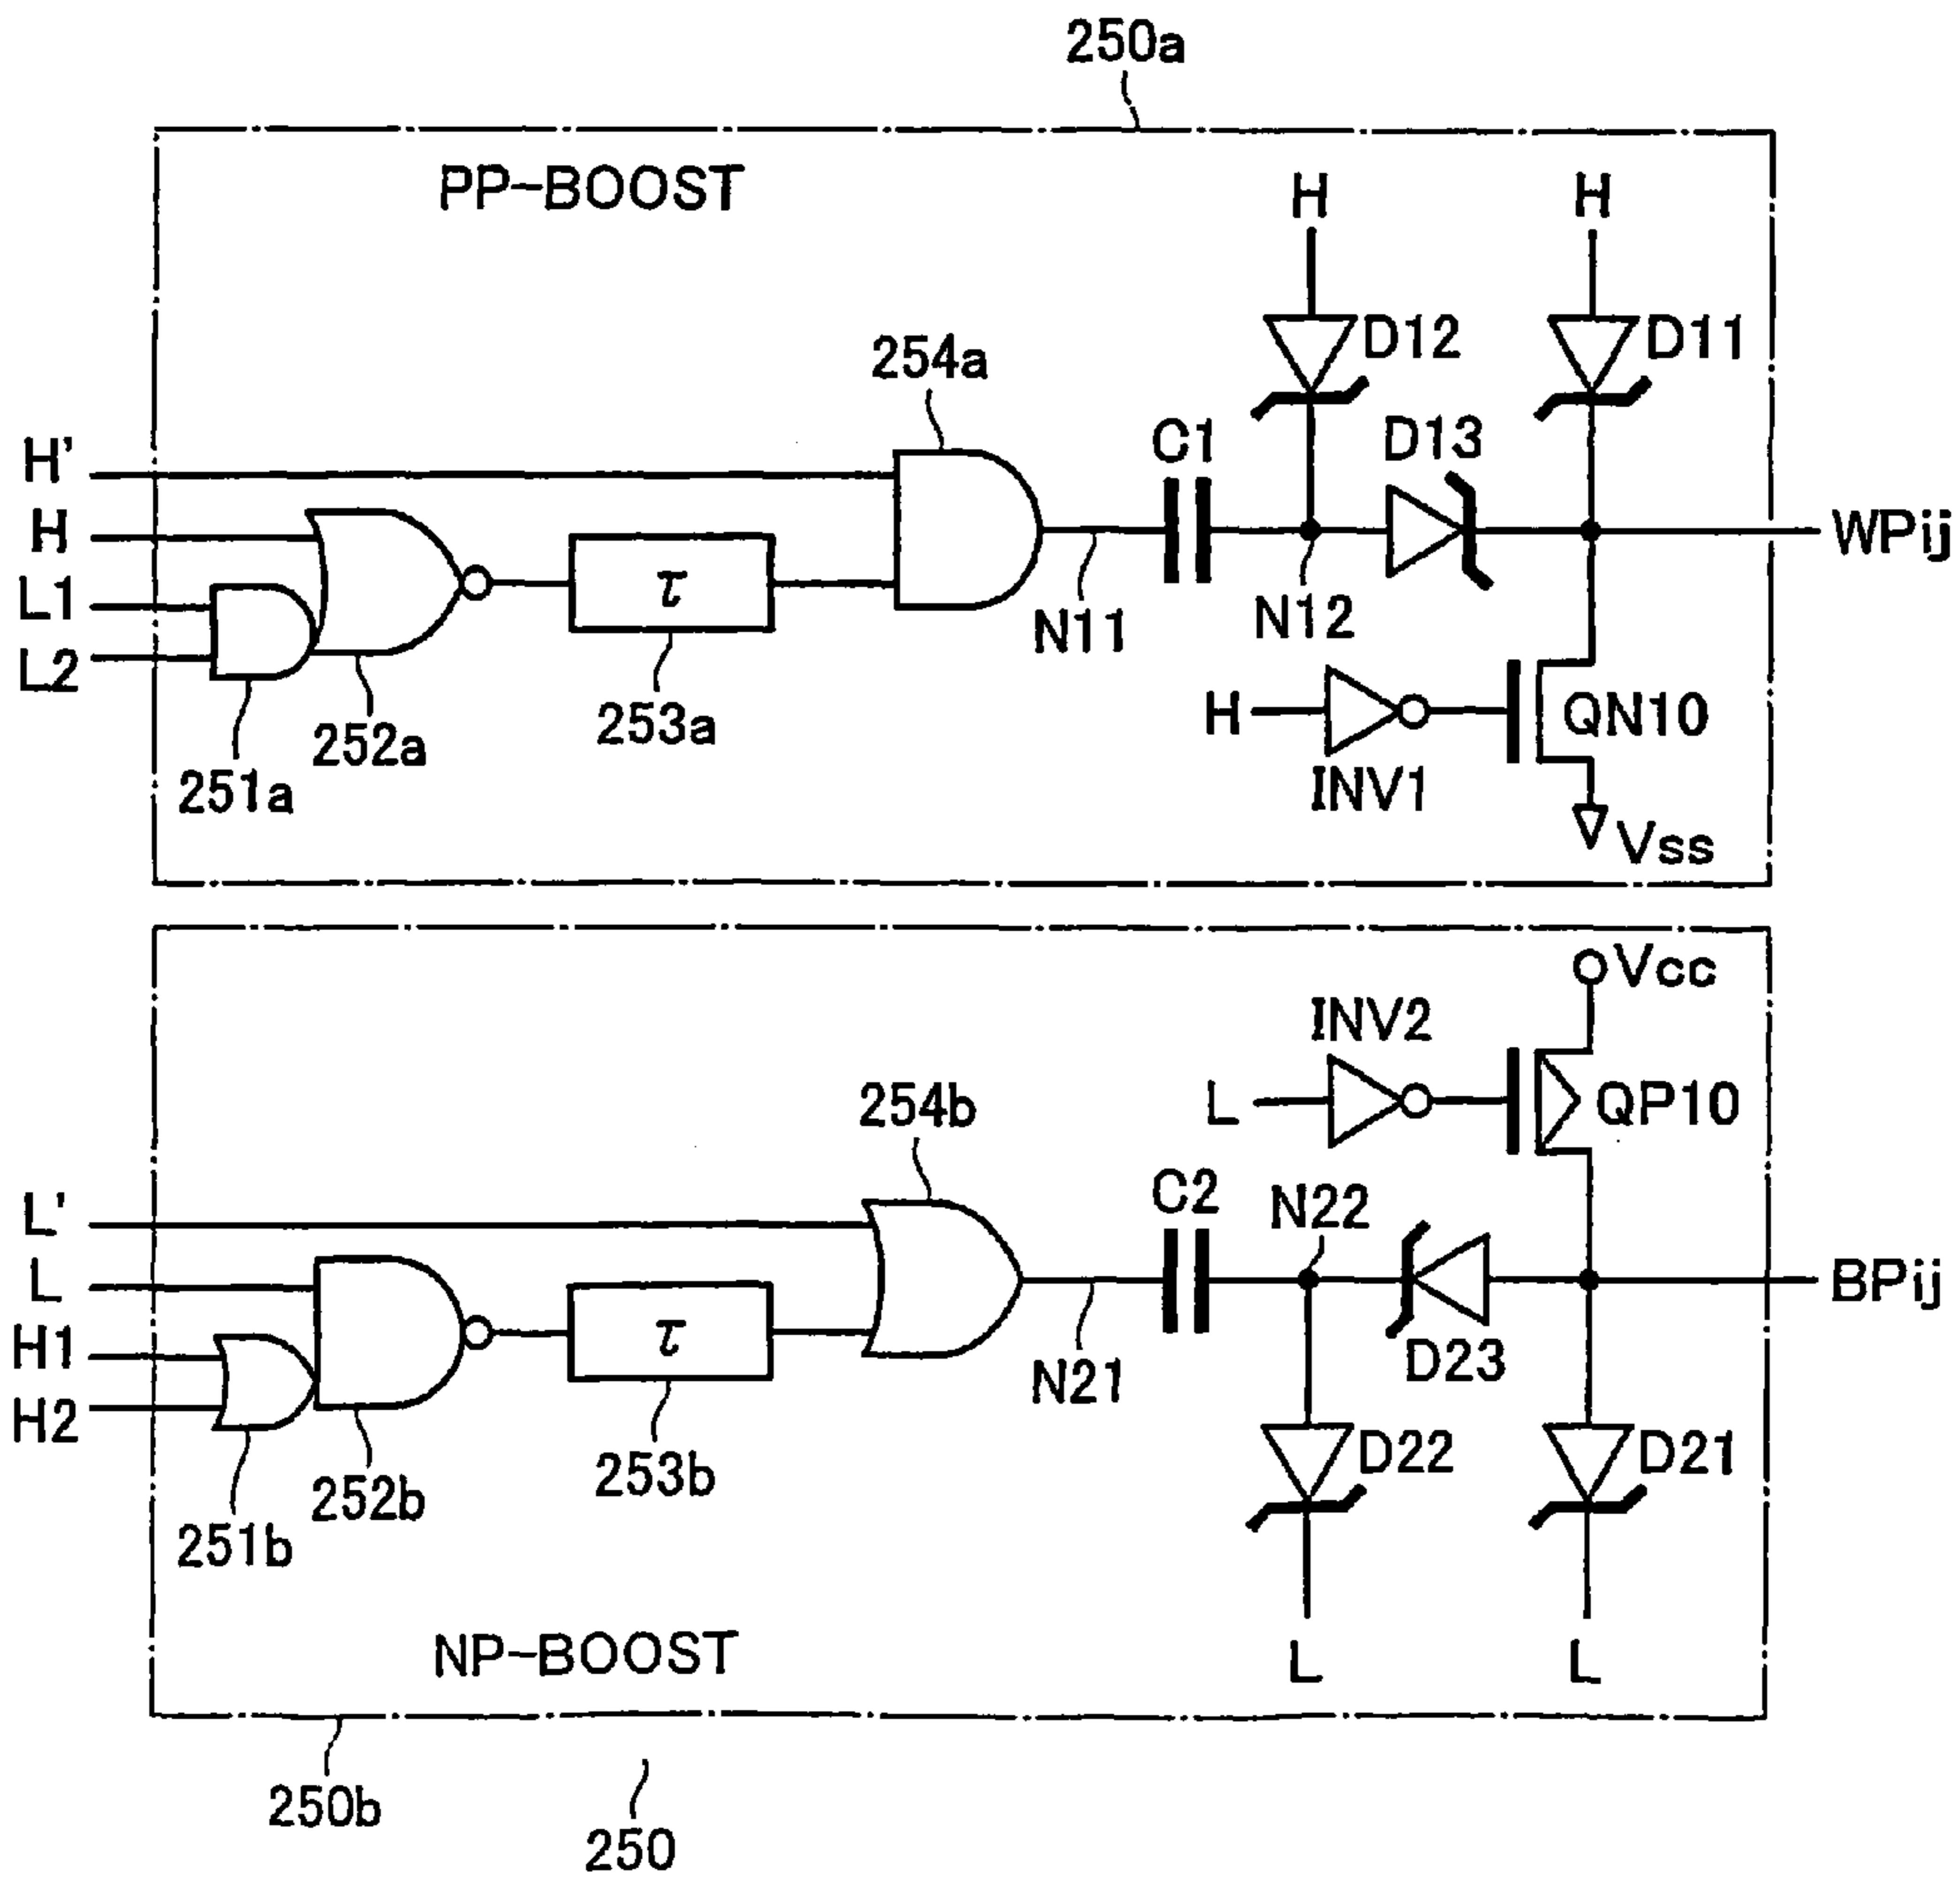 250a
PP-BOOST
H
H
D12
D11
254a
C1
D13
H'
H
L1
L2
τ
N11
N12
WPij
251a
252a
253a
H
INV1
QN10
Vss
Vcc
INV2
L
QP10
254b
C2
N22
L'
L
H1
H2
τ
N21
D23
BPij
251b
252b
253b
D22
D21
L
L
NP-BOOST
250b
250